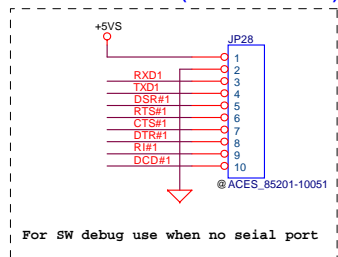 +5VS
JP28
1
2
RXD1 3
TXD1 4
DSR#1 5
RTS#1 6
CTS#1 7
DTR#1 8
RI#1 9
DCD#1 10
@ACES_85201-10051
For SW debug use when no seial port